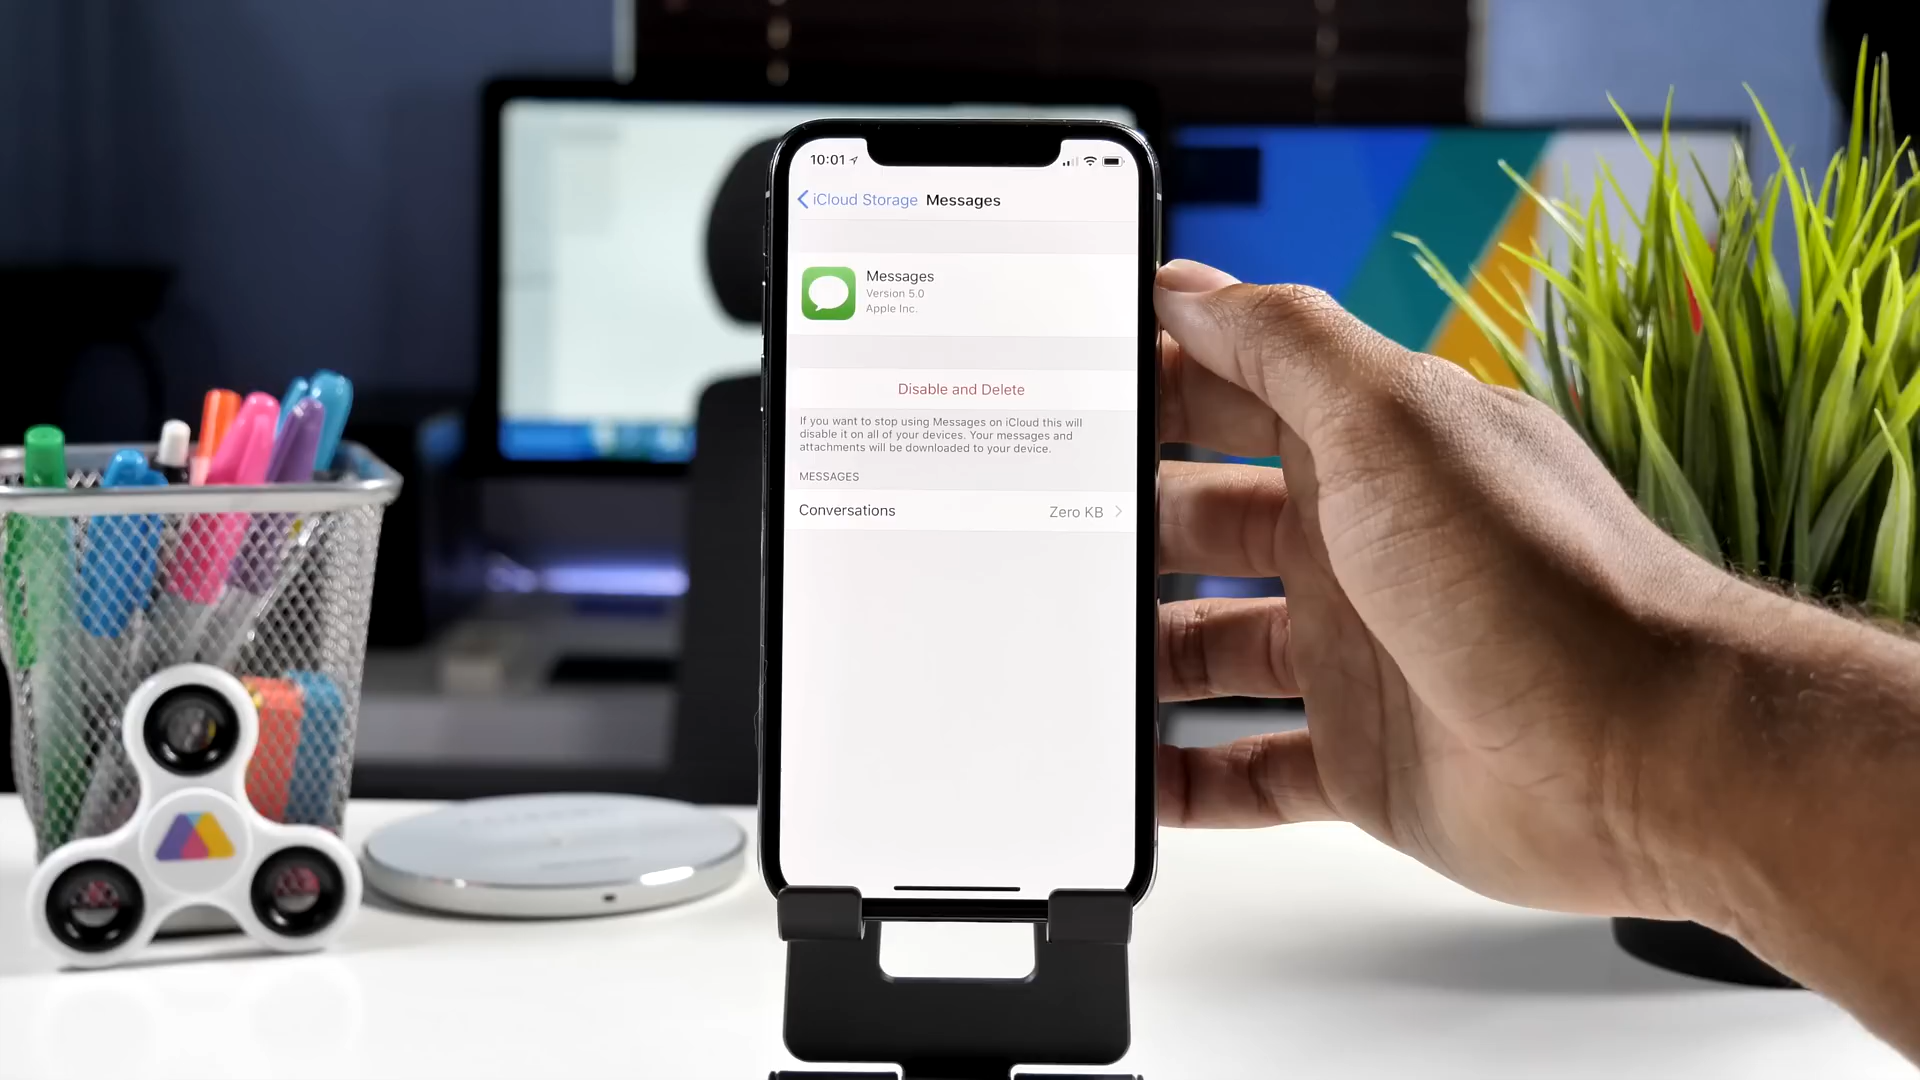 10:01
iCloud Storage Messages
Messages
Version 5.0
Apple Inc.
Disable and Delete
If you want to stop using Messages on iCloud this will
disable it on all of your devices. Your messages and
attachments will be downloaded to your device.
MESSAGES
Conversations Zero KB